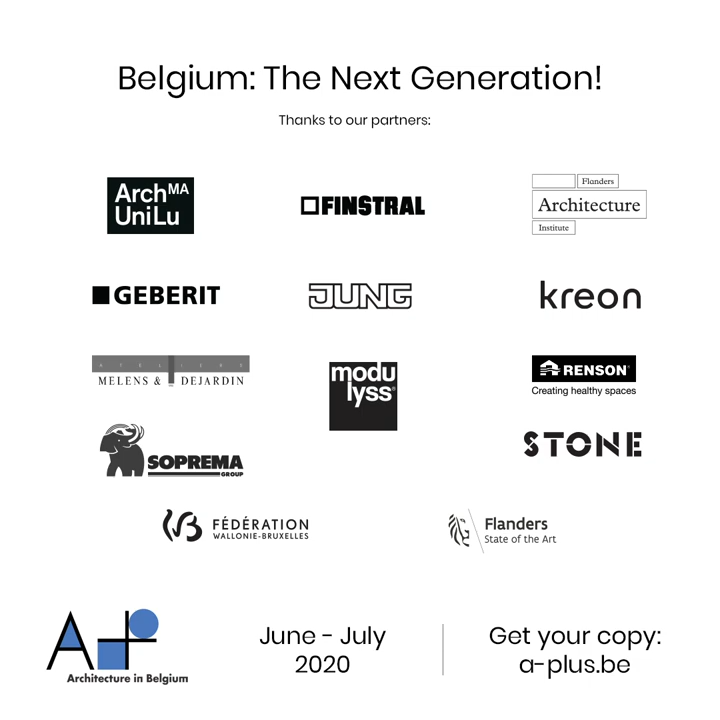 Belgium: The Next Generation!
Thanks to our partners:
Arch MA
UniLu
FINSTRAL
Flanders
Architecture
Institute
GEBERIT
JUNG
kreon
ATELIERS
MELENS & DEJARDIN
modu
lyss®
RENSON
Creating healthy spaces
SOPREMA
GROUP
STONE
FÉDÉRATION
WALLONIE-BRUXELLES
Flanders
State of the Art
A+
Architecture in Belgium
June - July
2020
Get your copy:
a-plus.be